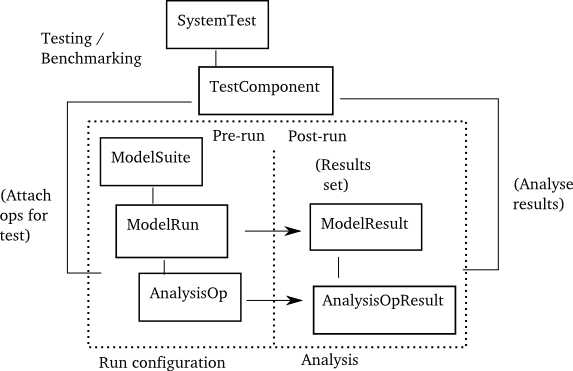 SystemTest
Testing /
Benchmarking
TestComponent
Pre-run
Post-run
ModelSuite
(Results
set)
(Attach
ops for
test)
(Analyse
results)
ModelRun
ModelResult
AnalysisOp
AnalysisOpResult
Run configuration
Analysis